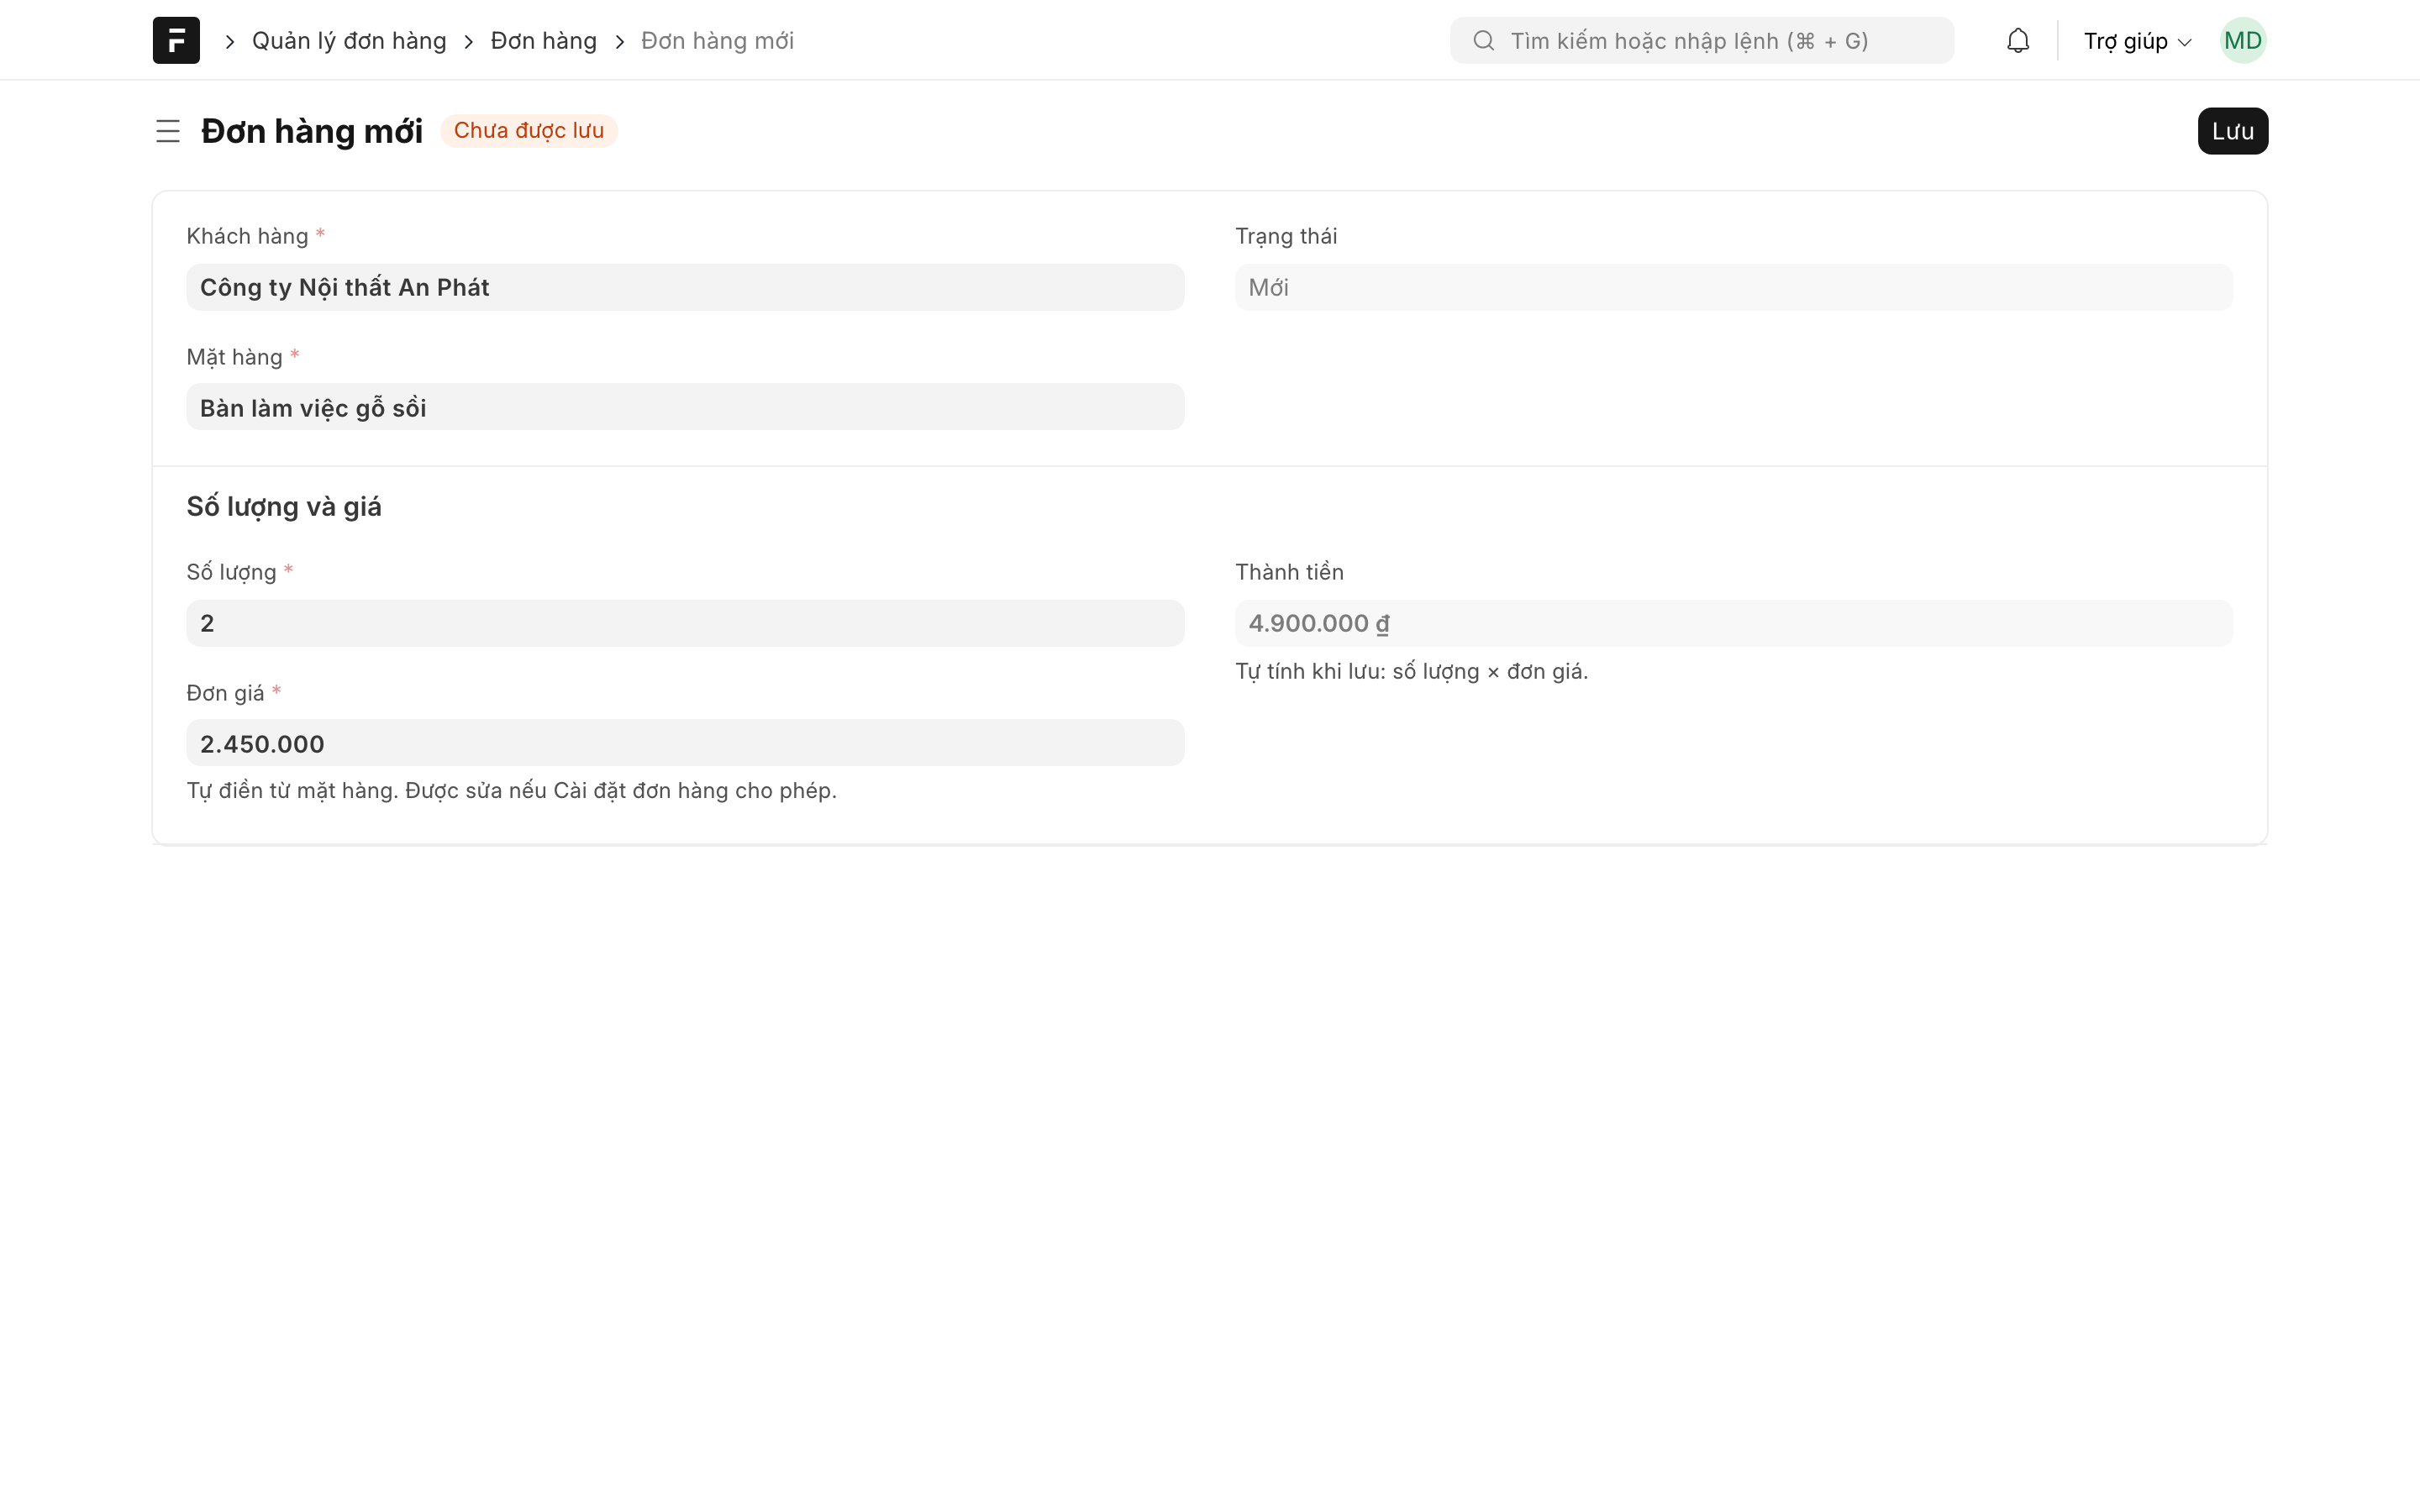 F Quản lý đơn hàng Đơn hàng Đơn hàng mới Tìm kiếm hoặc nhập lệnh (⌘ + G) Trợ giúp MD
Đơn hàng mới Chưa được lưu Lưu
Khách hàng *
Công ty Nội thất An Phát
Trạng thái
Mới
Mặt hàng *
Bàn làm việc gỗ sồi
Số lượng và giá
Số lượng *
2
Thành tiền
4.900.000 ₫
Tự tính khi lưu: số lượng × đơn giá.
Đơn giá *
2.450.000
Tự điền từ mặt hàng. Được sửa nếu Cài đặt đơn hàng cho phép.